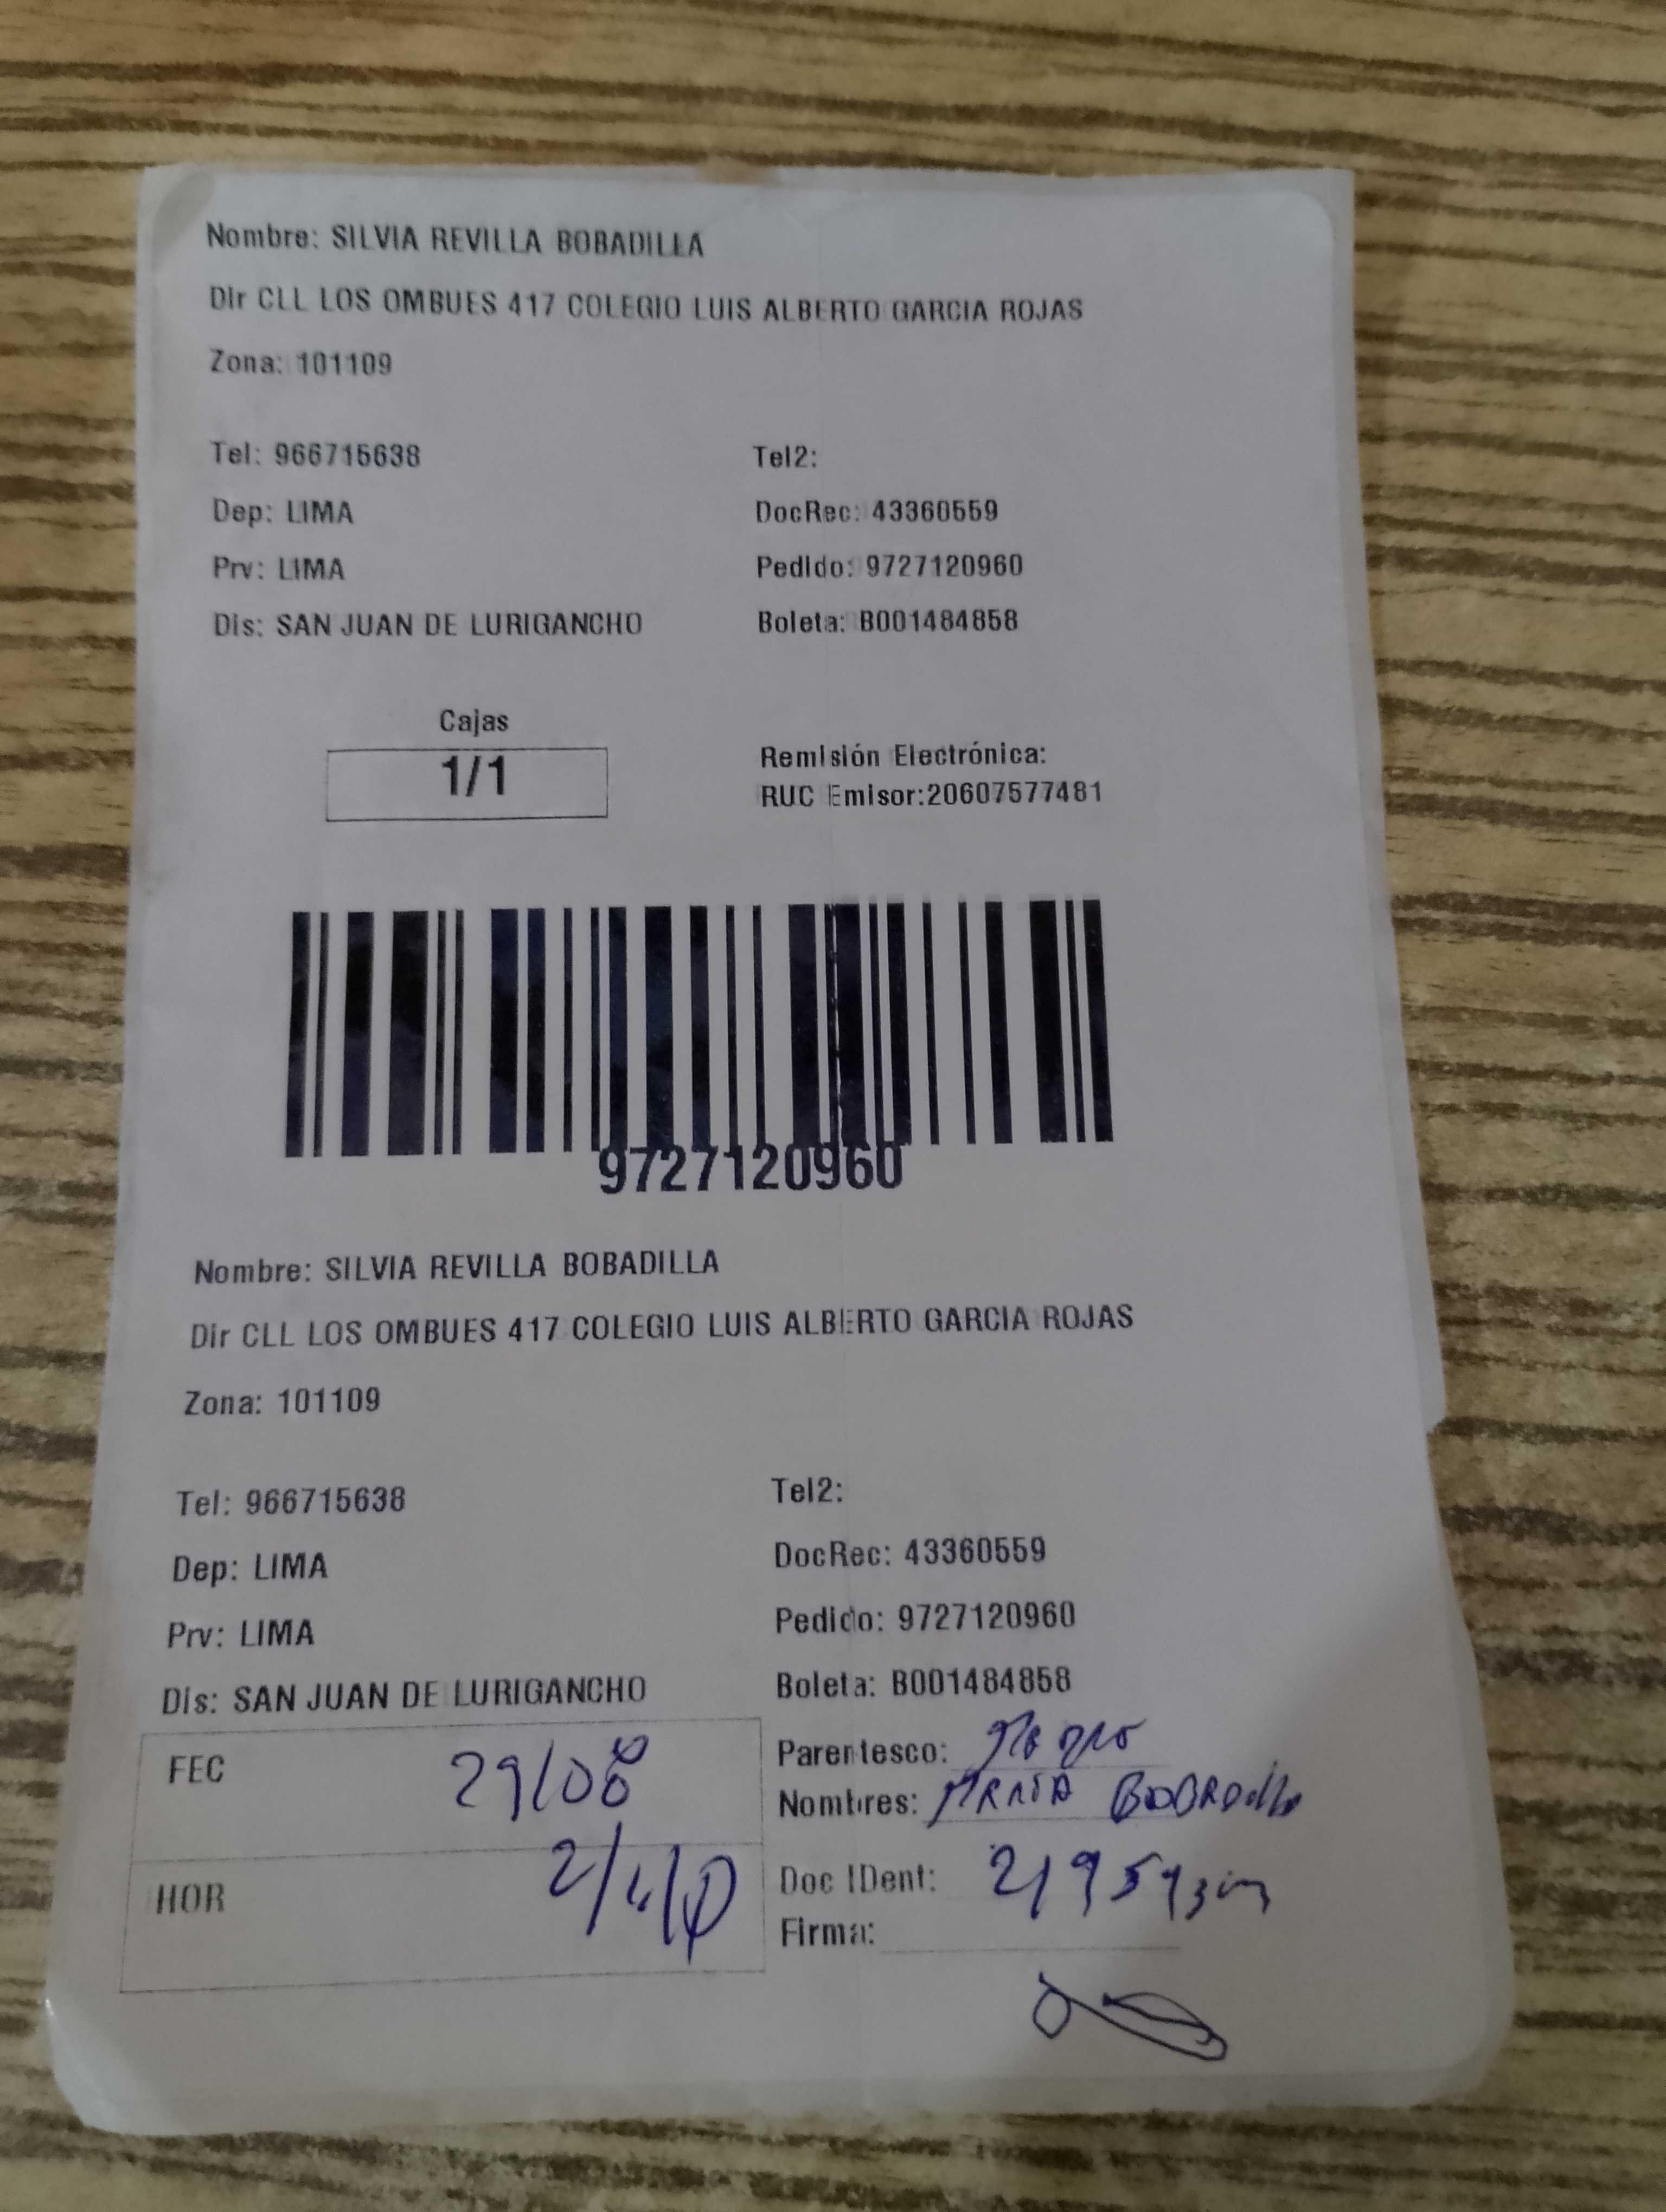 Nombre: SILVIA REVILLA BOBADILLA
Dir CLL LOS OMBUES 417 COLEGIO LUIS ALBERTO GARCIA ROJAS
Zona: 101109
Tel: 966715638 Tel2:
Dep: LIMA DocRec: 43360559
Prv: LIMA Pedido: 9727120960
Dis: SAN JUAN DE LURIGANCHO Boleta: B001484858
Cajas
1/1
Remisión Electrónica:
RUC Emisor:20607577481
9727120960
Nombre: SILVIA REVILLA BOBADILLA
Dir CLL LOS OMBUES 417 COLEGIO LUIS ALBERTO GARCIA ROJAS
Zona: 101109
Tel: 966715638 Tel2:
Dep: LIMA DocRec: 43360559
Prv: LIMA Pedido: 9727120960
Dis: SAN JUAN DE LURIGANCHO Boleta: B001484858
FEC 29/08
HOR
Parentesco:
Nombres: Bobadilla
Doc IDent:
Firma: